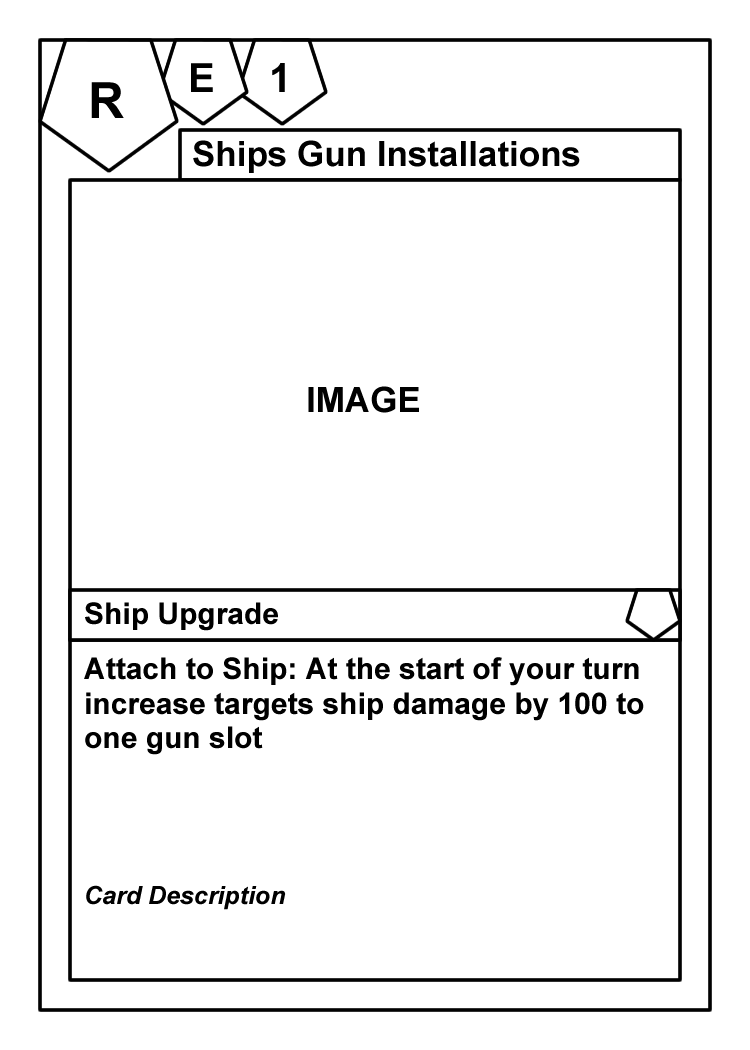 R E 1
Ships Gun Installations
IMAGE
Ship Upgrade
Attach to Ship: At the start of your turn
increase targets ship damage by 100 to
one gun slot
Card Description